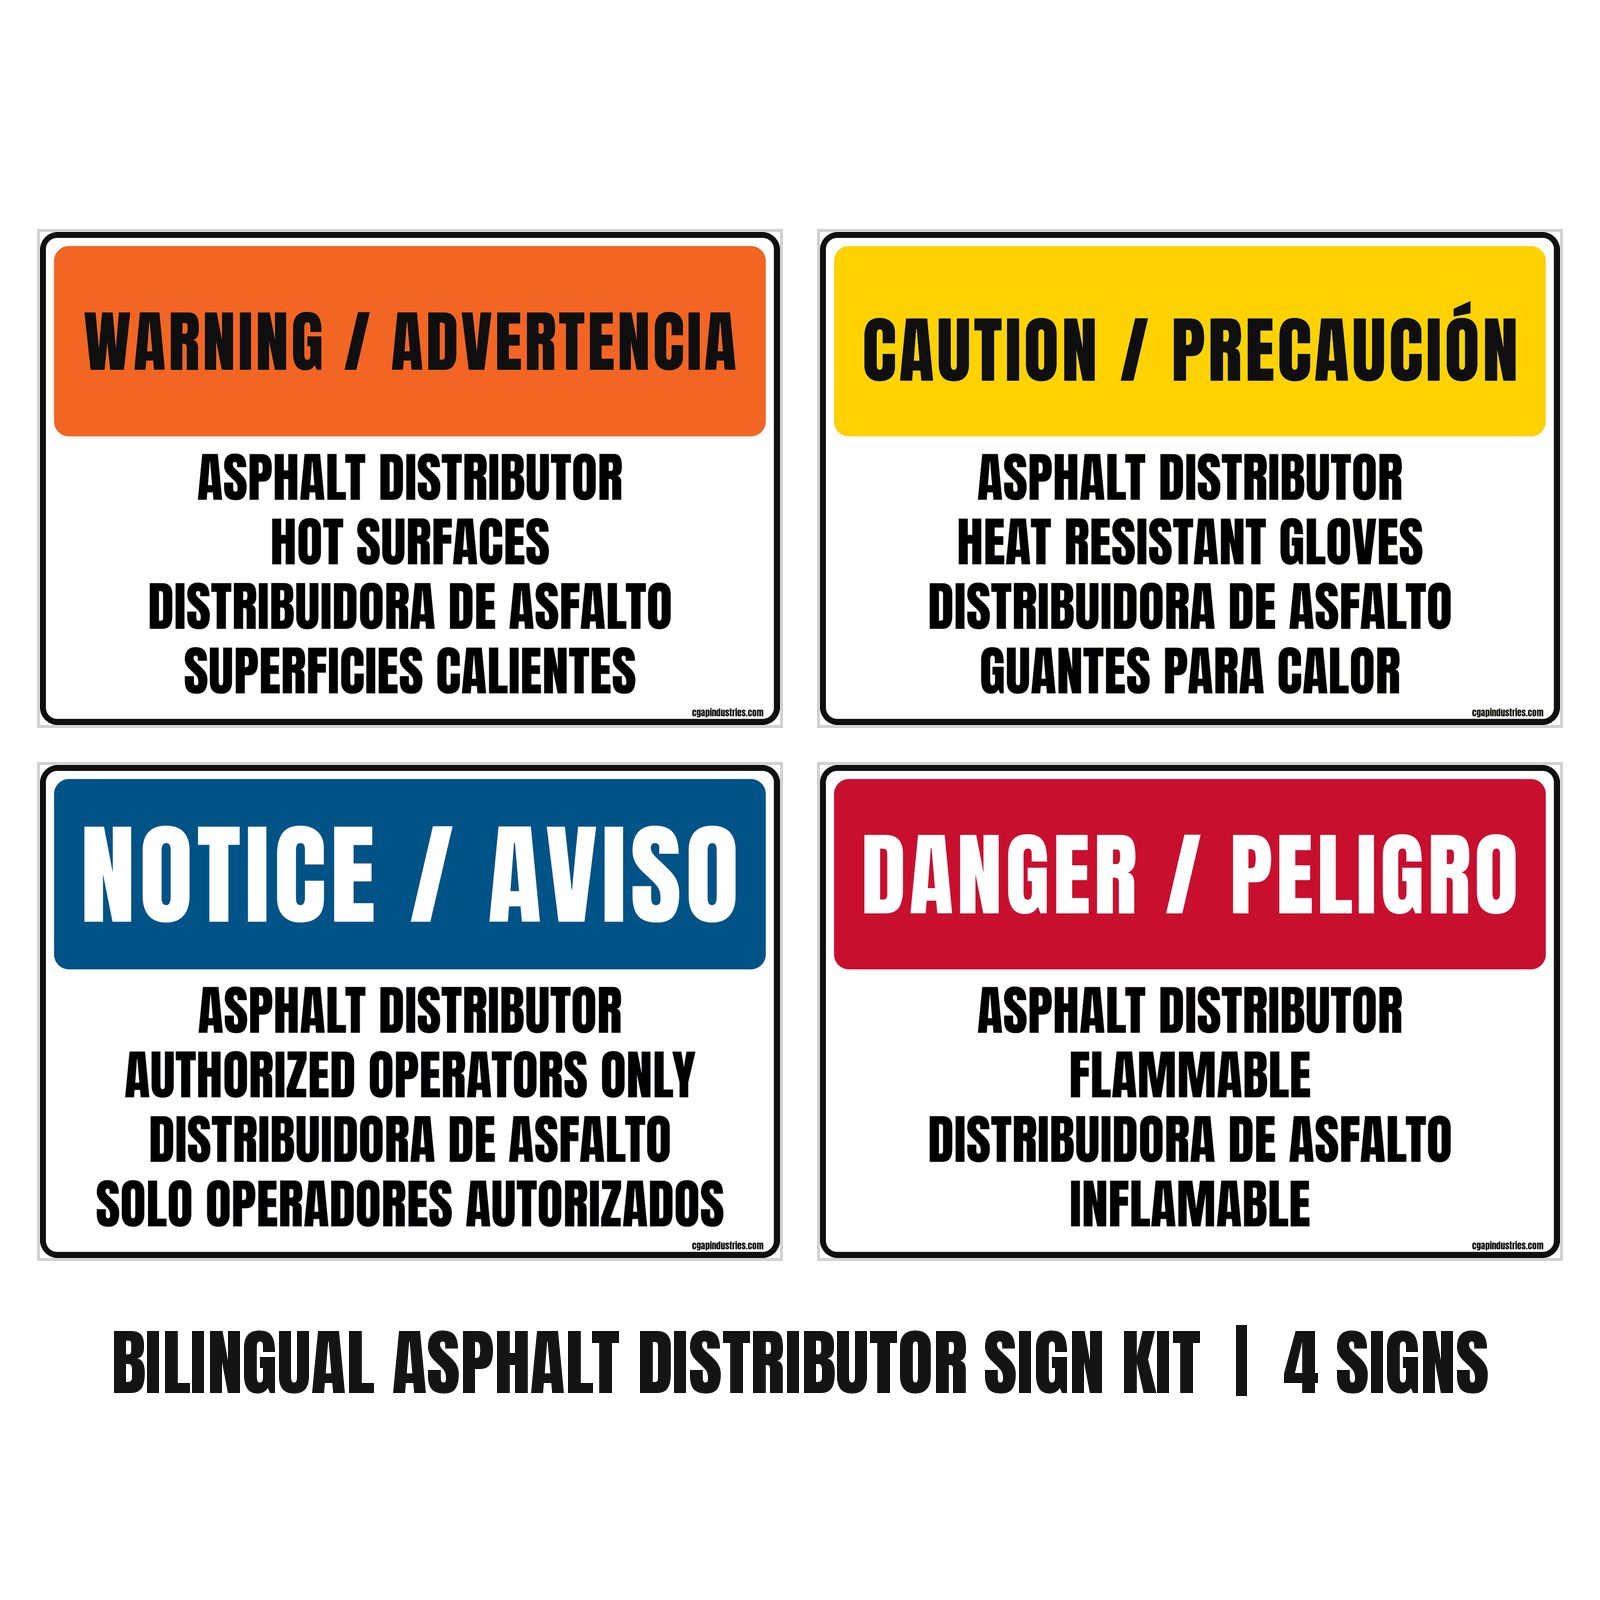 WARNING / ADVERTENCIA
ASPHALT DISTRIBUTOR
HOT SURFACES
DISTRIBUIDORA DE ASFALTO
SUPERFICIES CALIENTES
cgapindustries.com
CAUTION / PRECAUCIÓN
ASPHALT DISTRIBUTOR
HEAT RESISTANT GLOVES
DISTRIBUIDORA DE ASFALTO
GUANTES PARA CALOR
cgapindustries.com
NOTICE / AVISO
ASPHALT DISTRIBUTOR
AUTHORIZED OPERATORS ONLY
DISTRIBUIDORA DE ASFALTO
SOLO OPERADORES AUTORIZADOS
cgapindustries.com
DANGER / PELIGRO
ASPHALT DISTRIBUTOR
FLAMMABLE
DISTRIBUIDORA DE ASFALTO
INFLAMABLE
cgapindustries.com
BILINGUAL ASPHALT DISTRIBUTOR SIGN KIT | 4 SIGNS